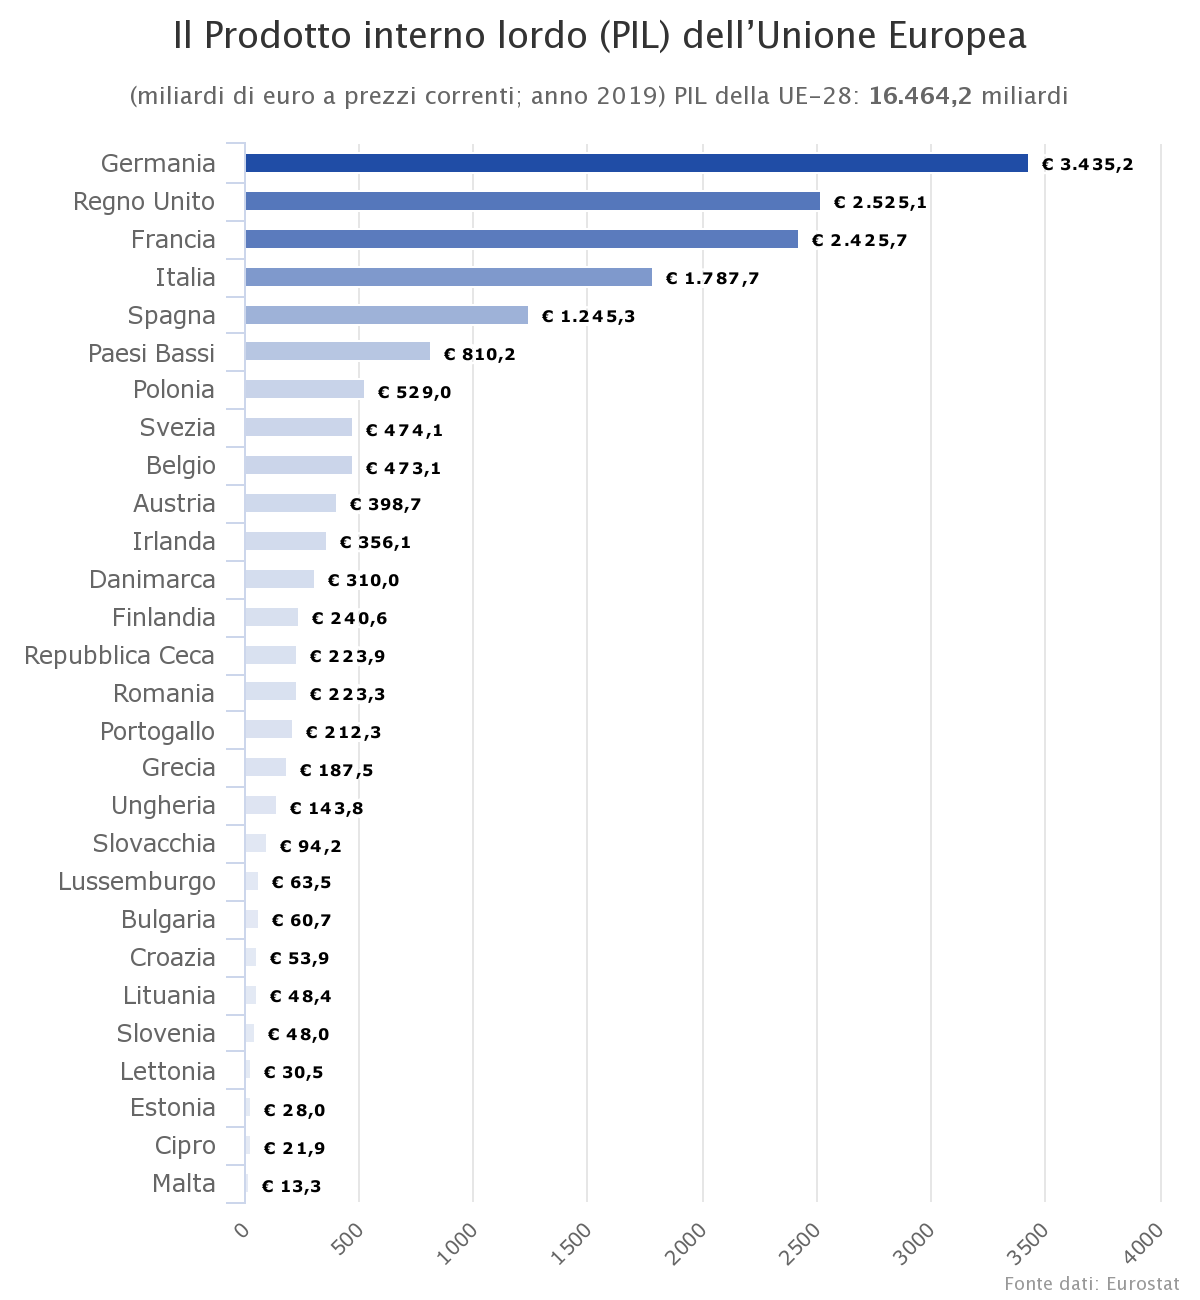 Il Prodotto interno lordo (PIL) dell’Unione Europea
(miliardi di euro a prezzi correnti; anno 2019) PIL della UE–28: 16.464,2 miliardi
Germania € 3.435,2
Regno Unito € 2.525,1
Francia € 2.425,7
Italia € 1.787,7
Spagna € 1.245,3
Paesi Bassi € 810,2
Polonia € 529,0
Svezia € 474,1
Belgio € 473,1
Austria € 398,7
Irlanda € 356,1
Danimarca € 310,0
Finlandia € 240,6
Repubblica Ceca € 223,9
Romania € 223,3
Portogallo € 212,3
Grecia € 187,5
Ungheria € 143,8
Slovacchia € 94,2
Lussemburgo € 63,5
Bulgaria € 60,7
Croazia € 53,9
Lituania € 48,4
Slovenia € 48,0
Lettonia € 30,5
Estonia € 28,0
Cipro € 21,9
Malta € 13,3
0 500 1000 1500 2000 2500 3000 3500 4000
Fonte dati: Eurostat